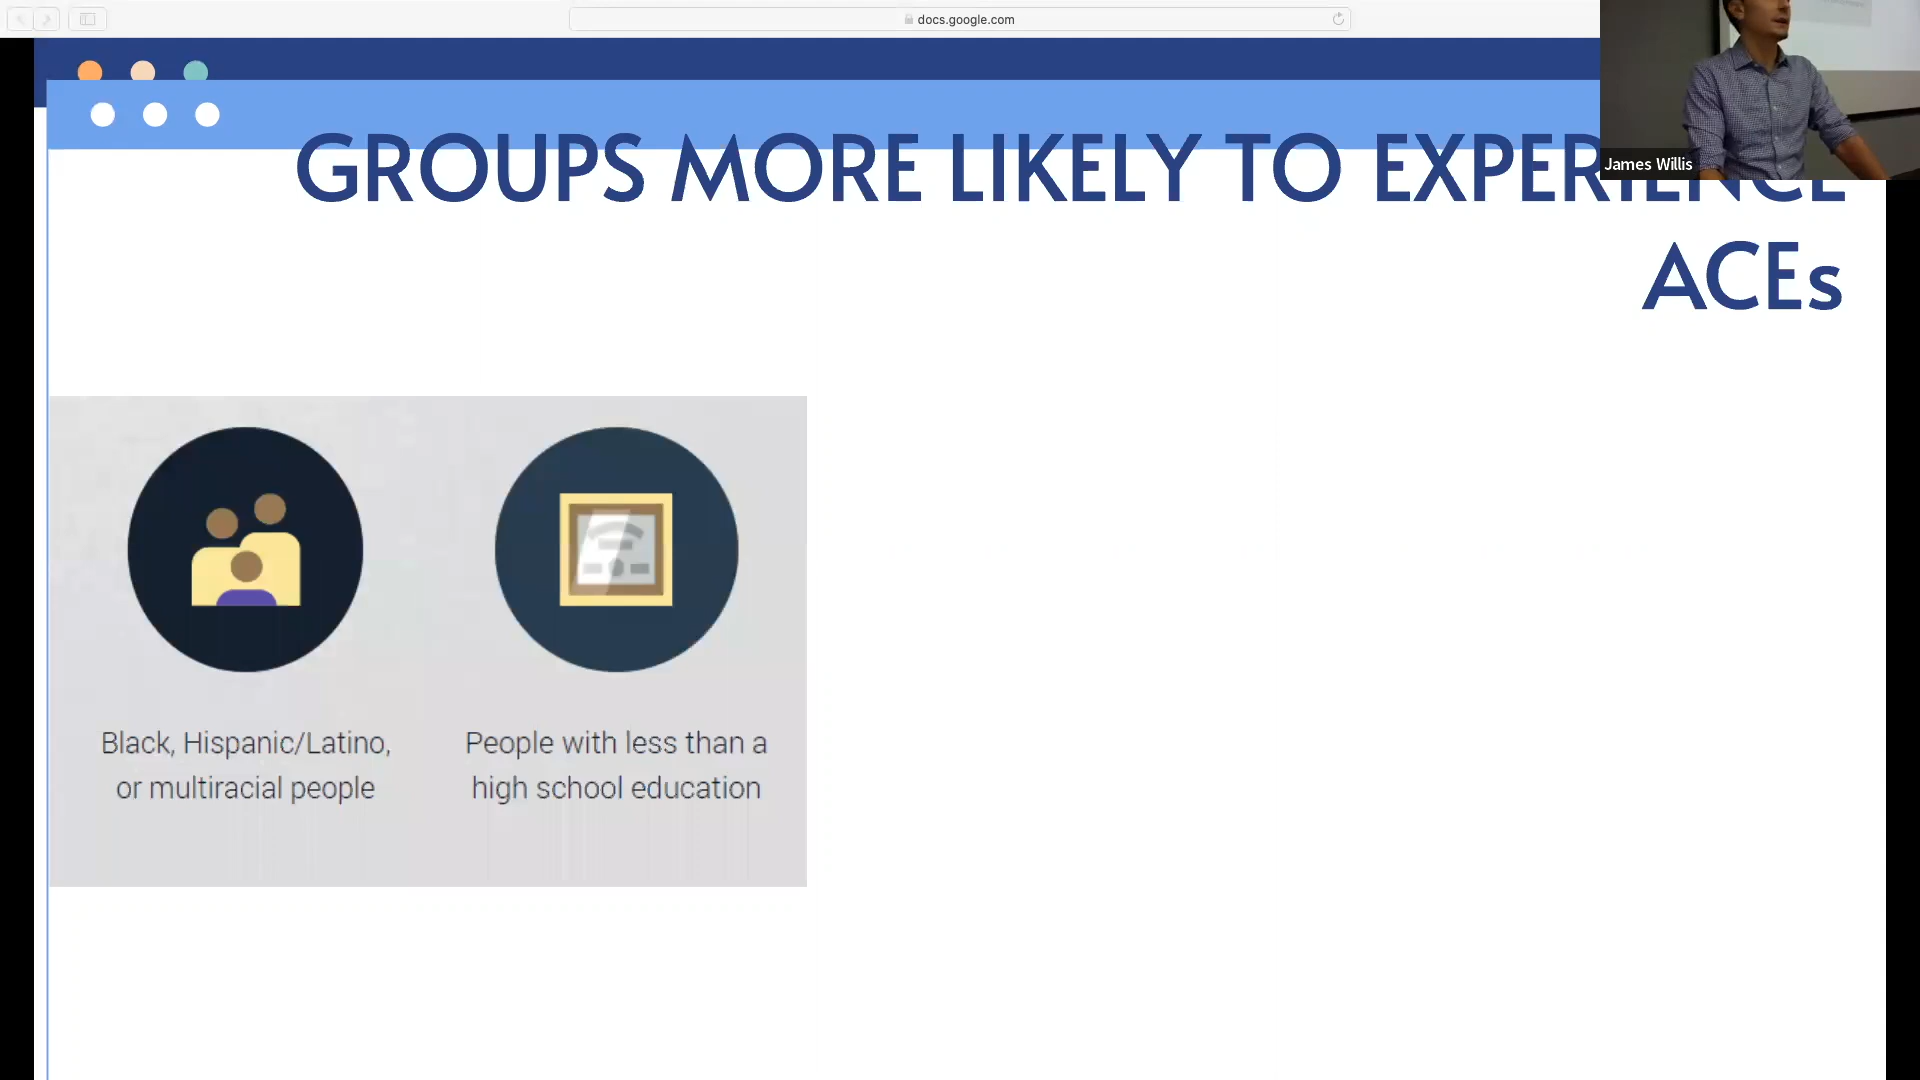 docs.google.com
GROUPS MORE LIKELY TO EXPERIENCE
ACEs
James Willis
Black, Hispanic/Latino,
or multiracial people
People with less than a
high school education